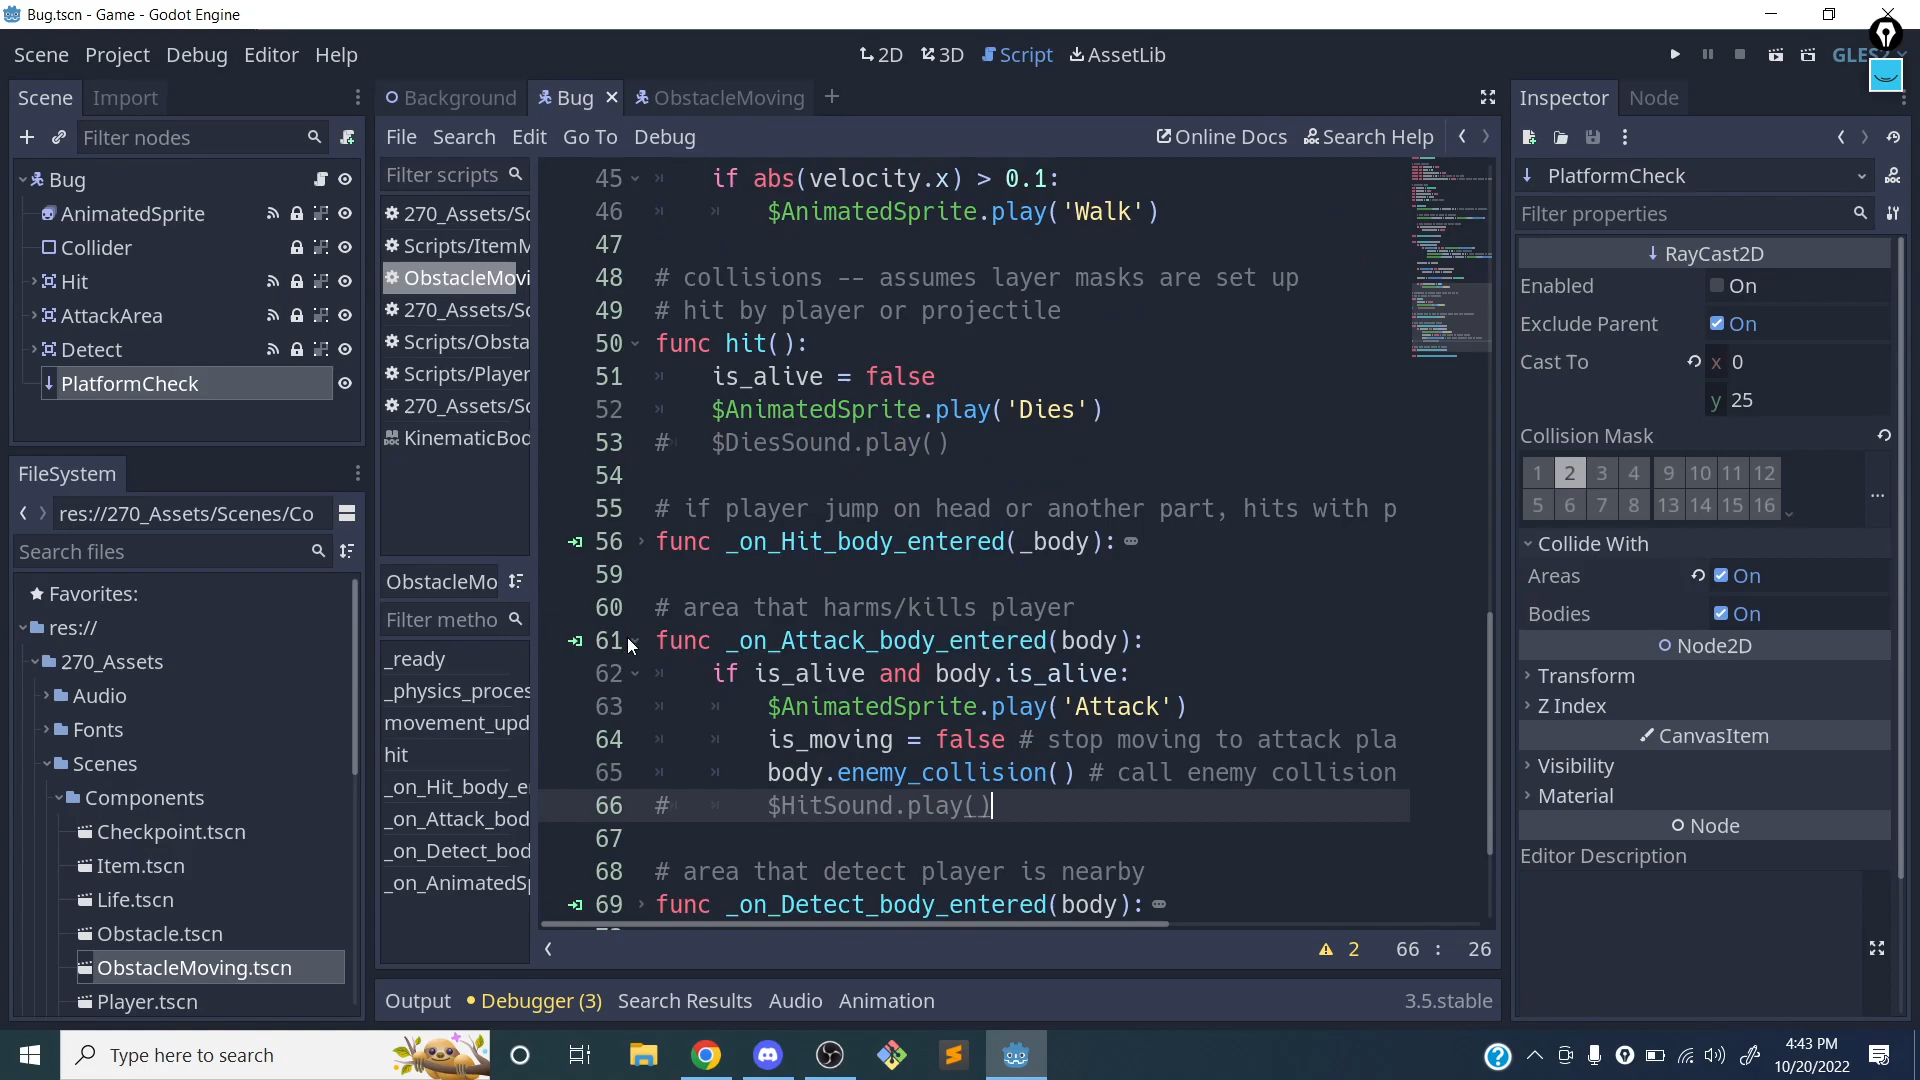 Bug.tscn - Game - Godot Engine
Scene Project Debug Editor Help
2D 3D Script AssetLib
GLES2
Scene Import
Background Bug ObstacleMoving
Inspector Node
Filter nodes
File Search Edit Go To Debug
Online Docs Search Help
Bug
AnimatedSprite
Collider
Hit
AttackArea
Detect
PlatformCheck
FileSystem
res://270_Assets/Scenes/Co
Search files
Favorites:
res://
270_Assets
Audio
Fonts
Scenes
Components
Checkpoint.tscn
Item.tscn
Life.tscn
Obstacle.tscn
ObstacleMoving.tscn
Player.tscn
Filter scripts
270_Assets/Sc
Scripts/ItemM
ObstacleMovi
270_Assets/Sc
Scripts/Obsta
Scripts/Player
270_Assets/Sc
KinematicBod
ObstacleMo
Filter metho
_ready
_physics_proces
movement_upd
hit
_on_Hit_body_e
_on_Attack_bod
_on_Detect_bod
_on_AnimatedSp
45 if abs(velocity.x) > 0.1:
46 $AnimatedSprite.play('Walk')
47
48 # collisions -- assumes layer masks are set up
49 # hit by player or projectile
50 func hit():
51 is_alive = false
52 $AnimatedSprite.play('Dies')
53 # $DiesSound.play()
54
55 # if player jump on head or another part, hits with p
56 func _on_Hit_body_entered(_body):
59
60 # area that harms/kills player
61 func _on_Attack_body_entered(body):
62 if is_alive and body.is_alive:
63 $AnimatedSprite.play('Attack')
64 is_moving = false # stop moving to attack pla
65 body.enemy_collision() # call enemy collision
66 # $HitSound.play()
67
68 # area that detect player is nearby
69 func _on_Detect_body_entered(body):
2 66 : 26
Output Debugger (3) Search Results Audio Animation 3.5.stable
PlatformCheck
Filter properties
RayCast2D
Enabled On
Exclude Parent On
Cast To x 0
y 25
Collision Mask
1 2 3 4 9 10 11 12
5 6 7 8 13 14 15 16
Collide With
Areas On
Bodies On
Node2D
Transform
Z Index
CanvasItem
Visibility
Material
Node
Editor Description
Type here to search
4:43 PM
10/20/2022